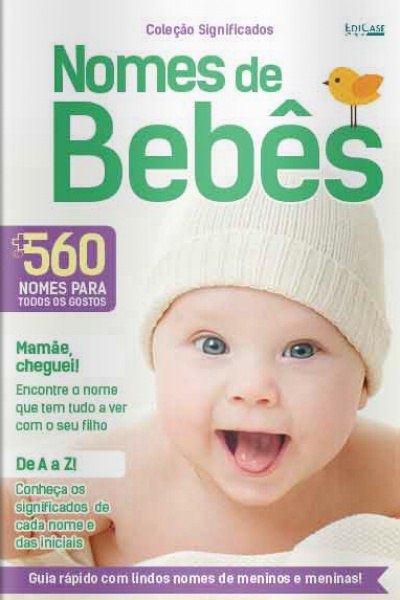 Coleção Significados
EDICASE
Nomes de
Bebês
+560
NOMES PARA
TODOS OS GOSTOS
Mamãe,
cheguei!
Encontre o nome
que tem tudo a ver
com o seu filho
De A a Z!
Conheça os
significados de
cada nome e
das iniciais
Guia rápido com lindos nomes de meninos e meninas!